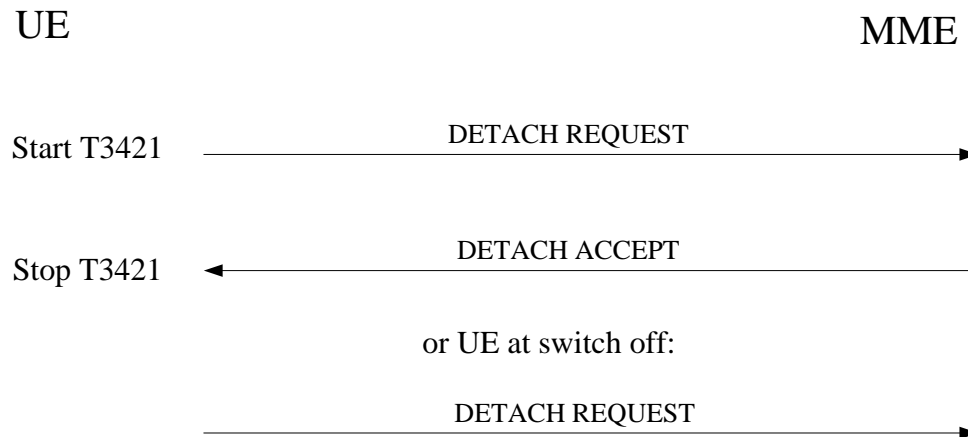 UE
MME
Start T3421
DETACH REQUEST
DETACH ACCEPT
Stop T3421
or UE at switch off:
DETACH REQUEST